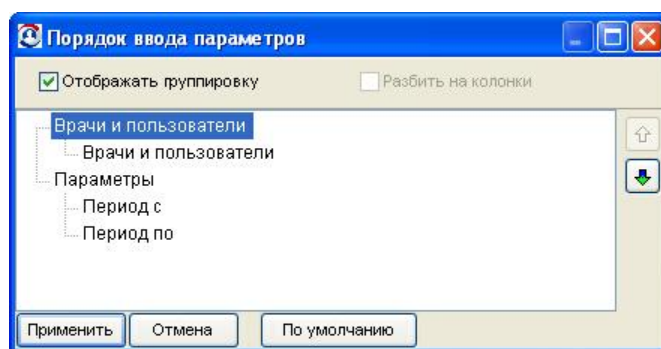 Порядок ввода параметров
Отображать группировку Разбить на колонки
Врачи и пользователи
Врачи и пользователи
Параметры
Период с
Период по
Применить Отмена По умолчанию